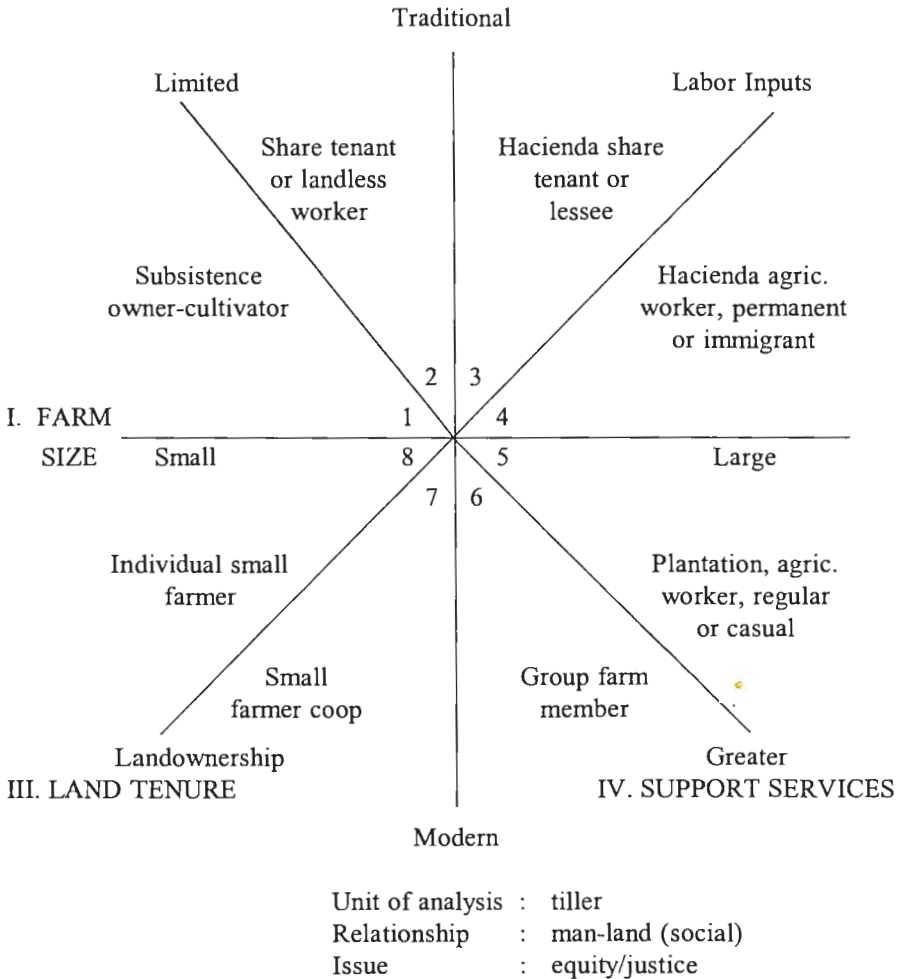 Traditional
Limited
Labor Inputs
Share tenant
or landless
worker
Hacienda share
tenant or
lessee
Subsistence
owner-cultivator
Hacienda agric.
worker, permanent
or immigrant
2 3
I. FARM
1 4
SIZE Small
8 5
Large
7 6
Individual small
farmer
Plantation, agric.
worker, regular
or casual
Small
farmer coop
Group farm
member
Landownership
Greater
III. LAND TENURE
IV. SUPPORT SERVICES
Modern
Unit of analysis : tiller
Relationship : man-land (social)
Issue : equity/justice